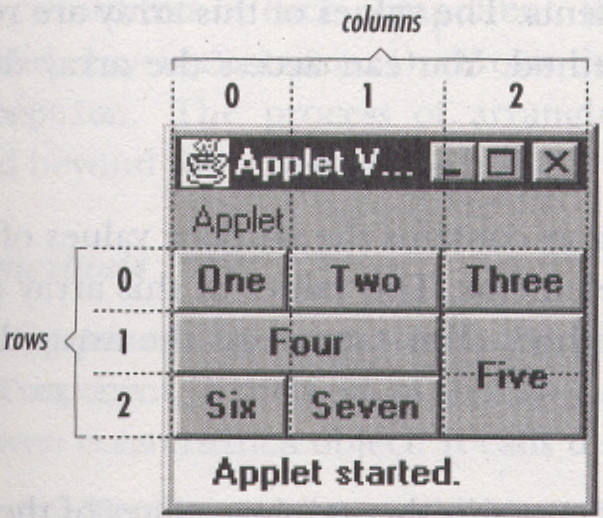 columns
0 1 2
Applet V...
Applet
0 One Two Three
rows 1 Four
Five
2 Six Seven
Applet started.